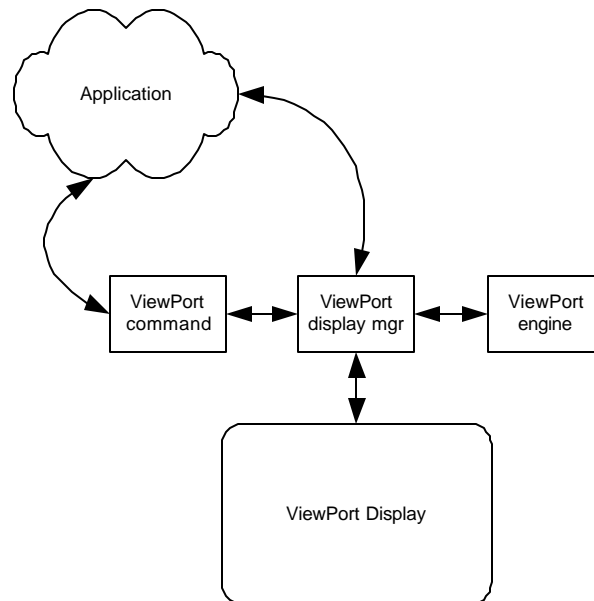 Application
ViewPort
command
ViewPort
display mgr
ViewPort
engine
ViewPort Display